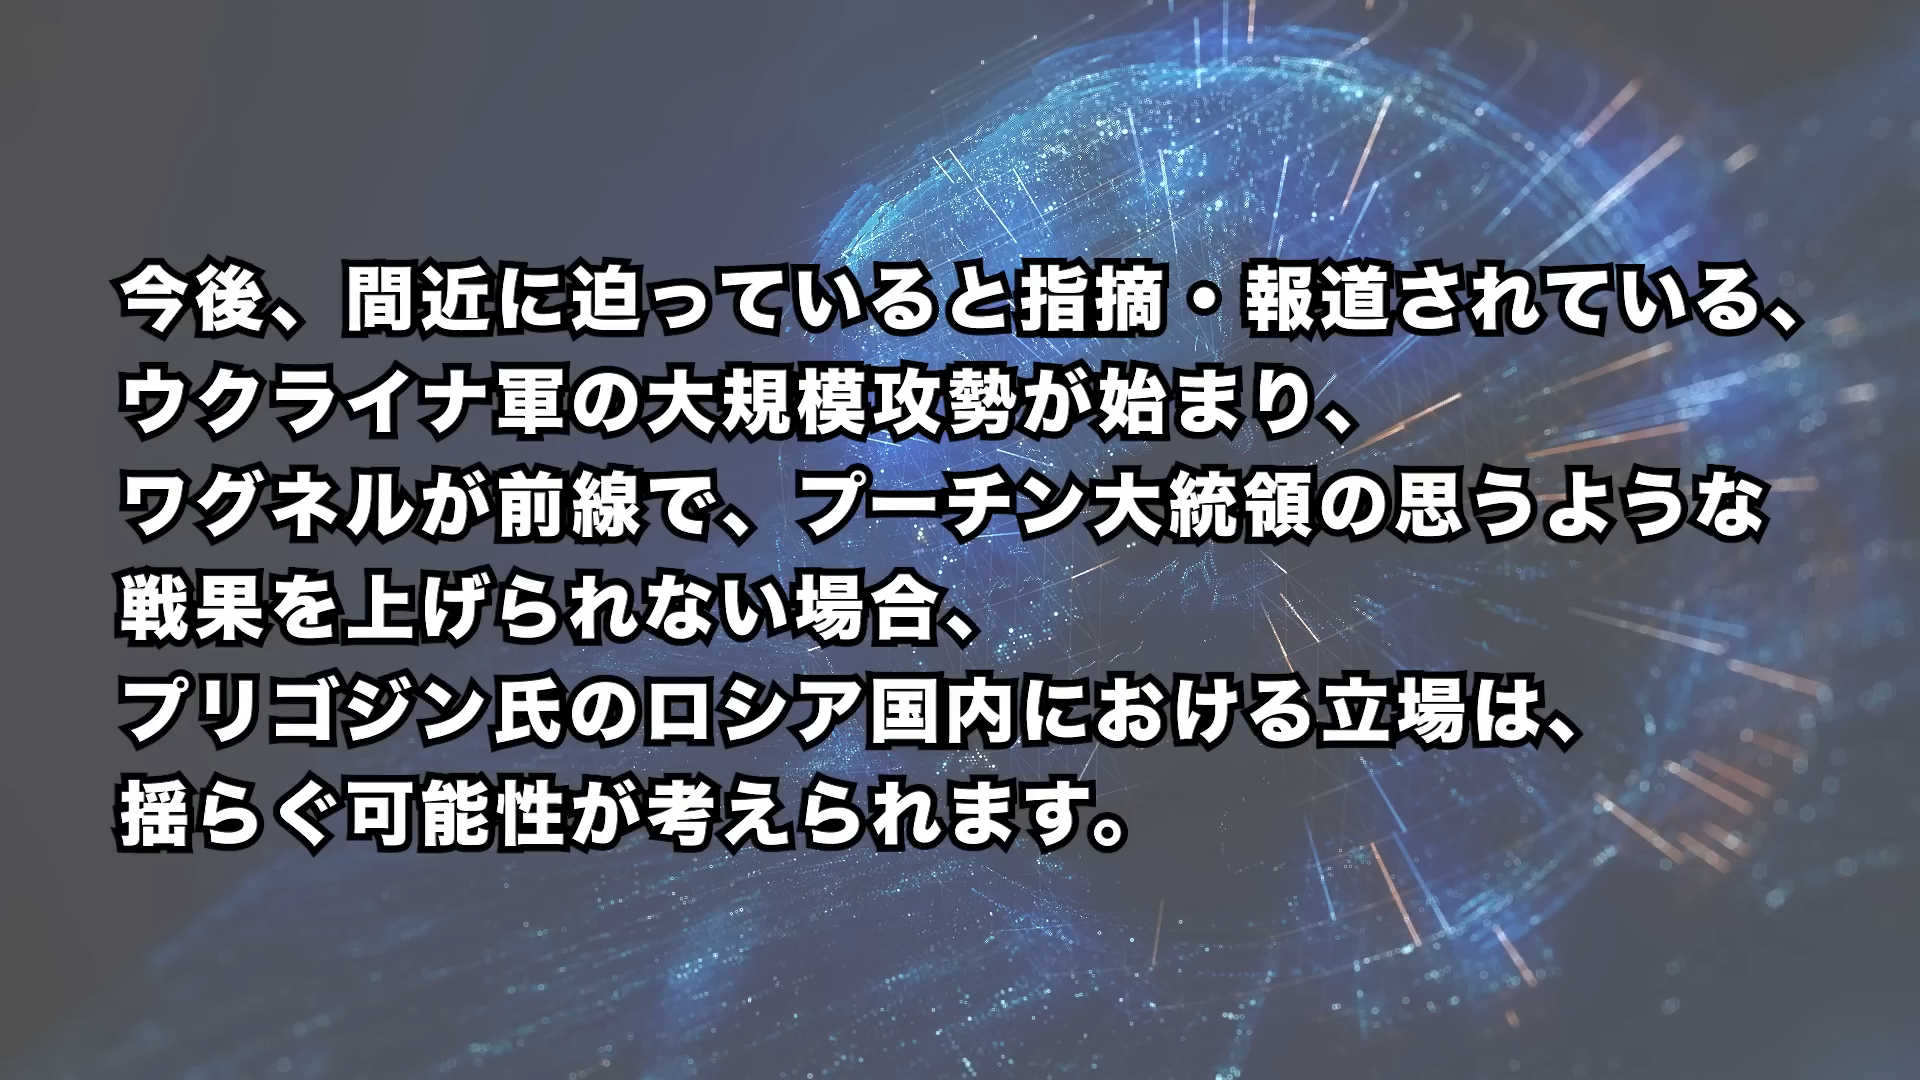 今後、間近に迫っていると指摘・報道されている、
ウクライナ軍の大規模攻勢が始まり、
ワグネルが前線で、プーチン大統領の思うような
戦果を上げられない場合、
プリゴジン氏のロシア国内における立場は、
揺らぐ可能性が考えられます。